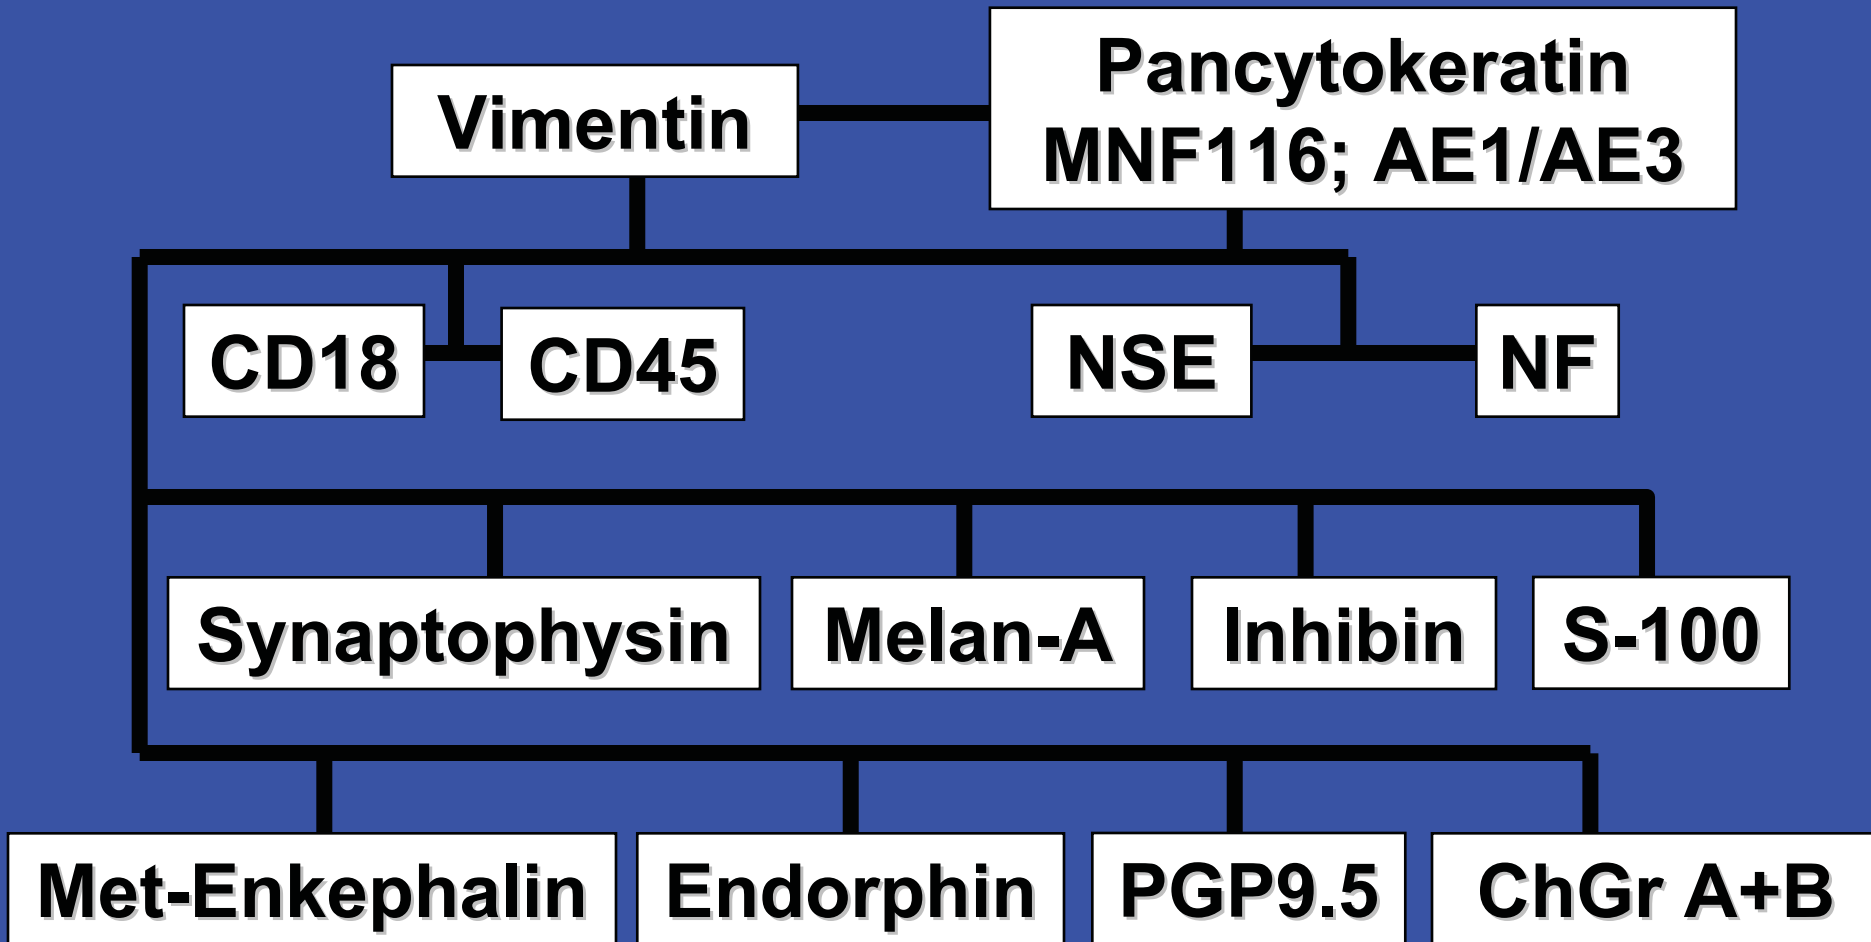 Vimentin
Pancytokeratin
MNF116; AE1/AE3
CD18
CD45
NSE
NF
Synaptophysin
Melan-A
Inhibin
S-100
Met-Enkephalin
Endorphin
PGP9.5
ChGr A+B